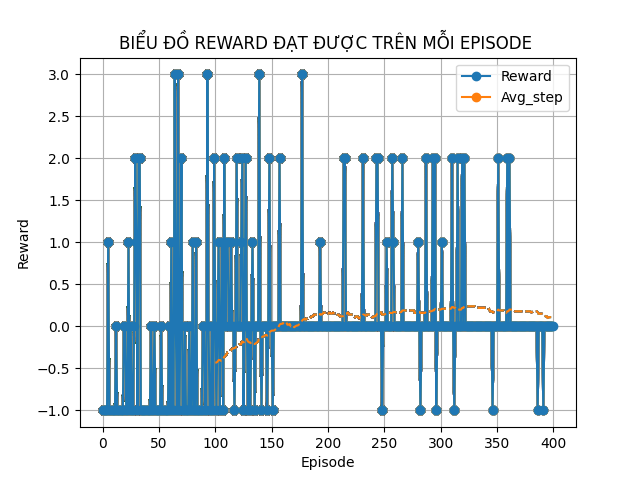 BIỂU ĐỒ REWARD ĐẠT ĐƯỢC TRÊN MỖI EPISODE
Reward
Avg_step
3.0
2.5
2.0
1.5
1.0
0.5
0.0
−0.5
−1.0
Reward
0 50 100 150 200 250 300 350 400
Episode